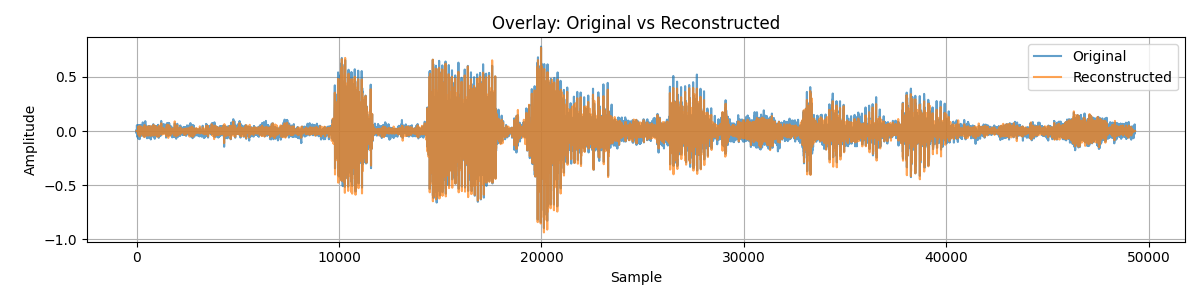 Overlay: Original vs Reconstructed
Original
Reconstructed
Amplitude
0.5
0.0
−0.5
−1.0
0 10000 20000 30000 40000 50000
Sample